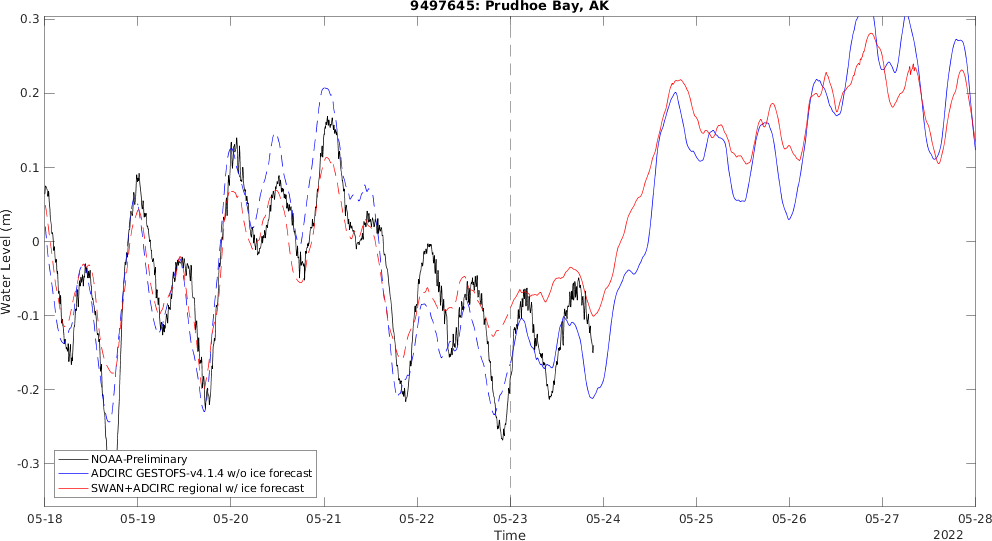 9497645: Prudhoe Bay, AK
0.3
0.2
0.1
0
-0.1
-0.2
-0.3
Water Level (m)
NOAA-Preliminary
ADCIRC GESTOFS-v4.1.4 w/o ice forecast
SWAN+ADCIRC regional w/ ice forecast
05-18 05-19 05-20 05-21 05-22 05-23 05-24 05-25 05-26 05-27 05-28
Time
2022